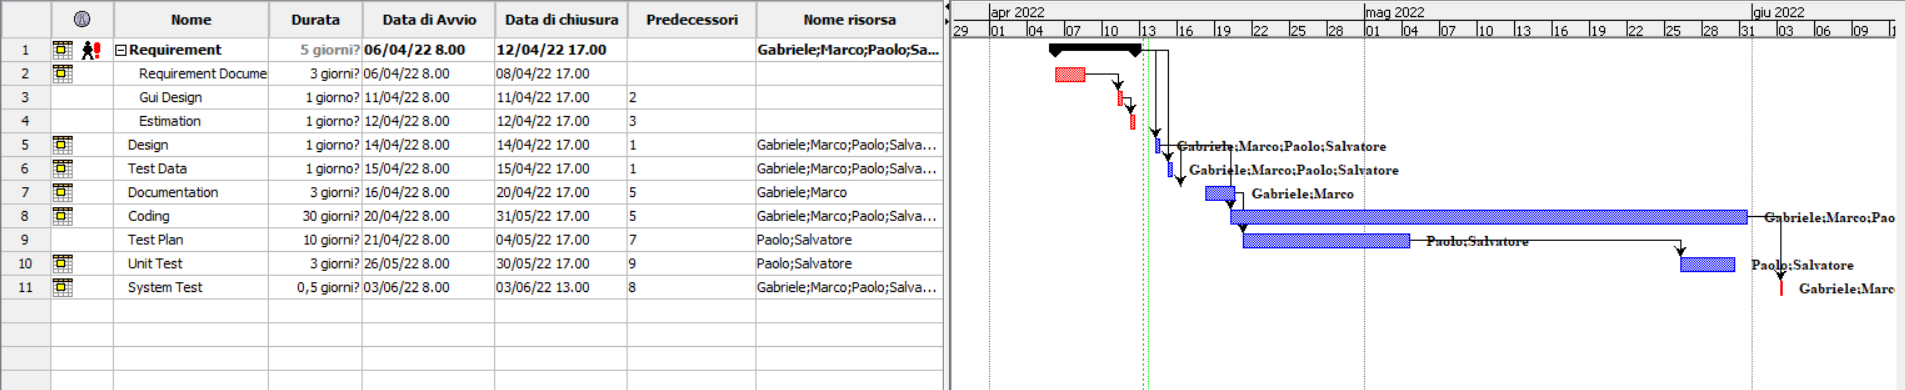 Nome Durata Data di Avvio Data di chiusura Predecessori Nome risorsa
apr 2022 mag 2022 giu 2022
29 01 04 07 10 13 16 19 22 25 28 01 04 07 10 13 16 19 22 25 28 31 03 06 09
1 Requirement 5 giorni? 06/04/22 8.00 12/04/22 17.00 Gabriele;Marco;Paolo;Sa...
2 Requirement Docume 3 giorni? 06/04/22 8.00 08/04/22 17.00
3 Gui Design 1 giorno? 11/04/22 8.00 11/04/22 17.00 2
4 Estimation 1 giorno? 12/04/22 8.00 12/04/22 17.00 3
5 Design 1 giorno? 14/04/22 8.00 14/04/22 17.00 1 Gabriele;Marco;Paolo;Salva... Gabriele;Marco;Paolo;Salvatore
6 Test Data 1 giorno? 15/04/22 8.00 15/04/22 17.00 1 Gabriele;Marco;Paolo;Salva... Gabriele;Marco;Paolo;Salvatore
7 Documentation 3 giorni? 16/04/22 8.00 20/04/22 17.00 5 Gabriele;Marco Gabriele;Marco
8 Coding 30 giorni? 20/04/22 8.00 31/05/22 17.00 5 Gabriele;Marco;Paolo;Salva... Gabriele;Marco;Pao
9 Test Plan 10 giorni? 21/04/22 8.00 04/05/22 17.00 7 Paolo;Salvatore Paolo;Salvatore
10 Unit Test 3 giorni? 26/05/22 8.00 30/05/22 17.00 9 Paolo;Salvatore Paolo;Salvatore
11 System Test 0,5 giorni? 03/06/22 8.00 03/06/22 13.00 8 Gabriele;Marco;Paolo;Salva... Gabriele;Marc